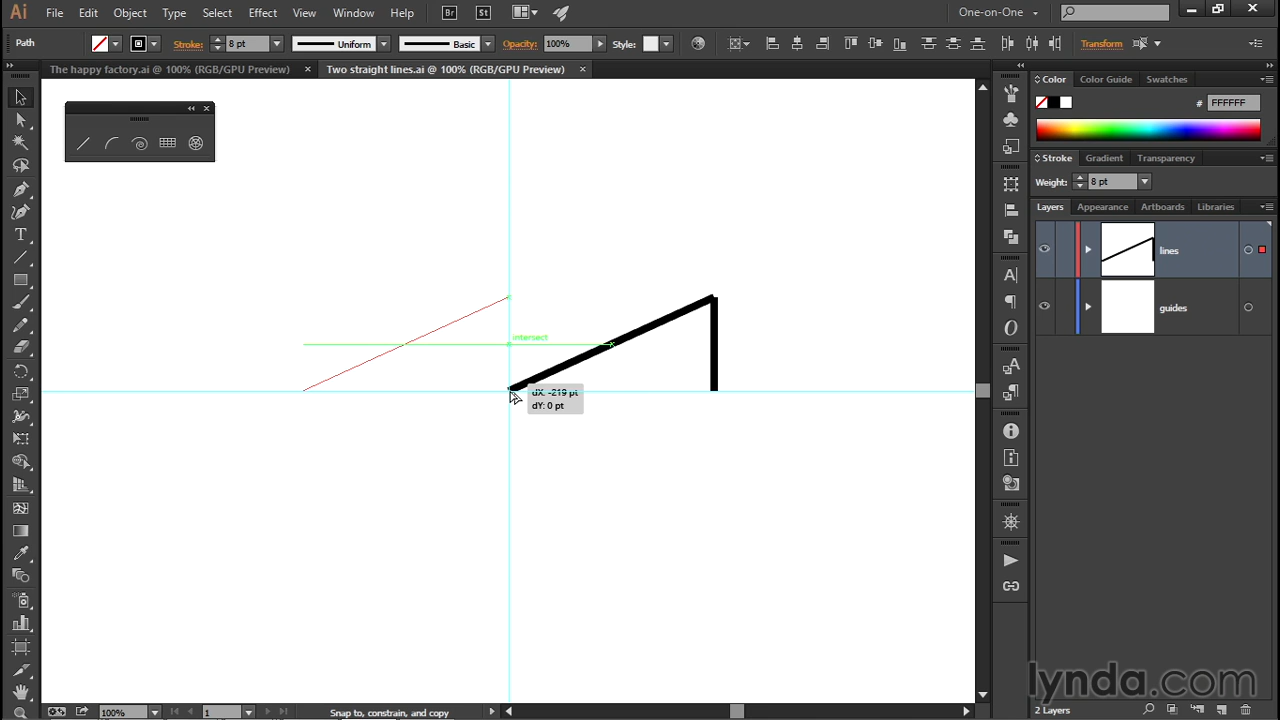 Ai File Edit Object Type Select Effect View Window Help Br St One-on-One
Path Stroke: 8 pt Uniform Basic Opacity: 100% Style: Transform
The happy factory.ai @ 100% (RGB/GPU Preview) × Two straight lines.ai @ 100% (RGB/GPU Preview) ×
Color Color Guide Swatches
# FFFFFF
Stroke Gradient Transparency
Weight: 8 pt
Layers Appearance Artboards Libraries
lines
guides
intersect
dX: -219 pt
dY: 0 pt
lynda.com
100% 1 Snap to, constrain, and copy
2 Layers